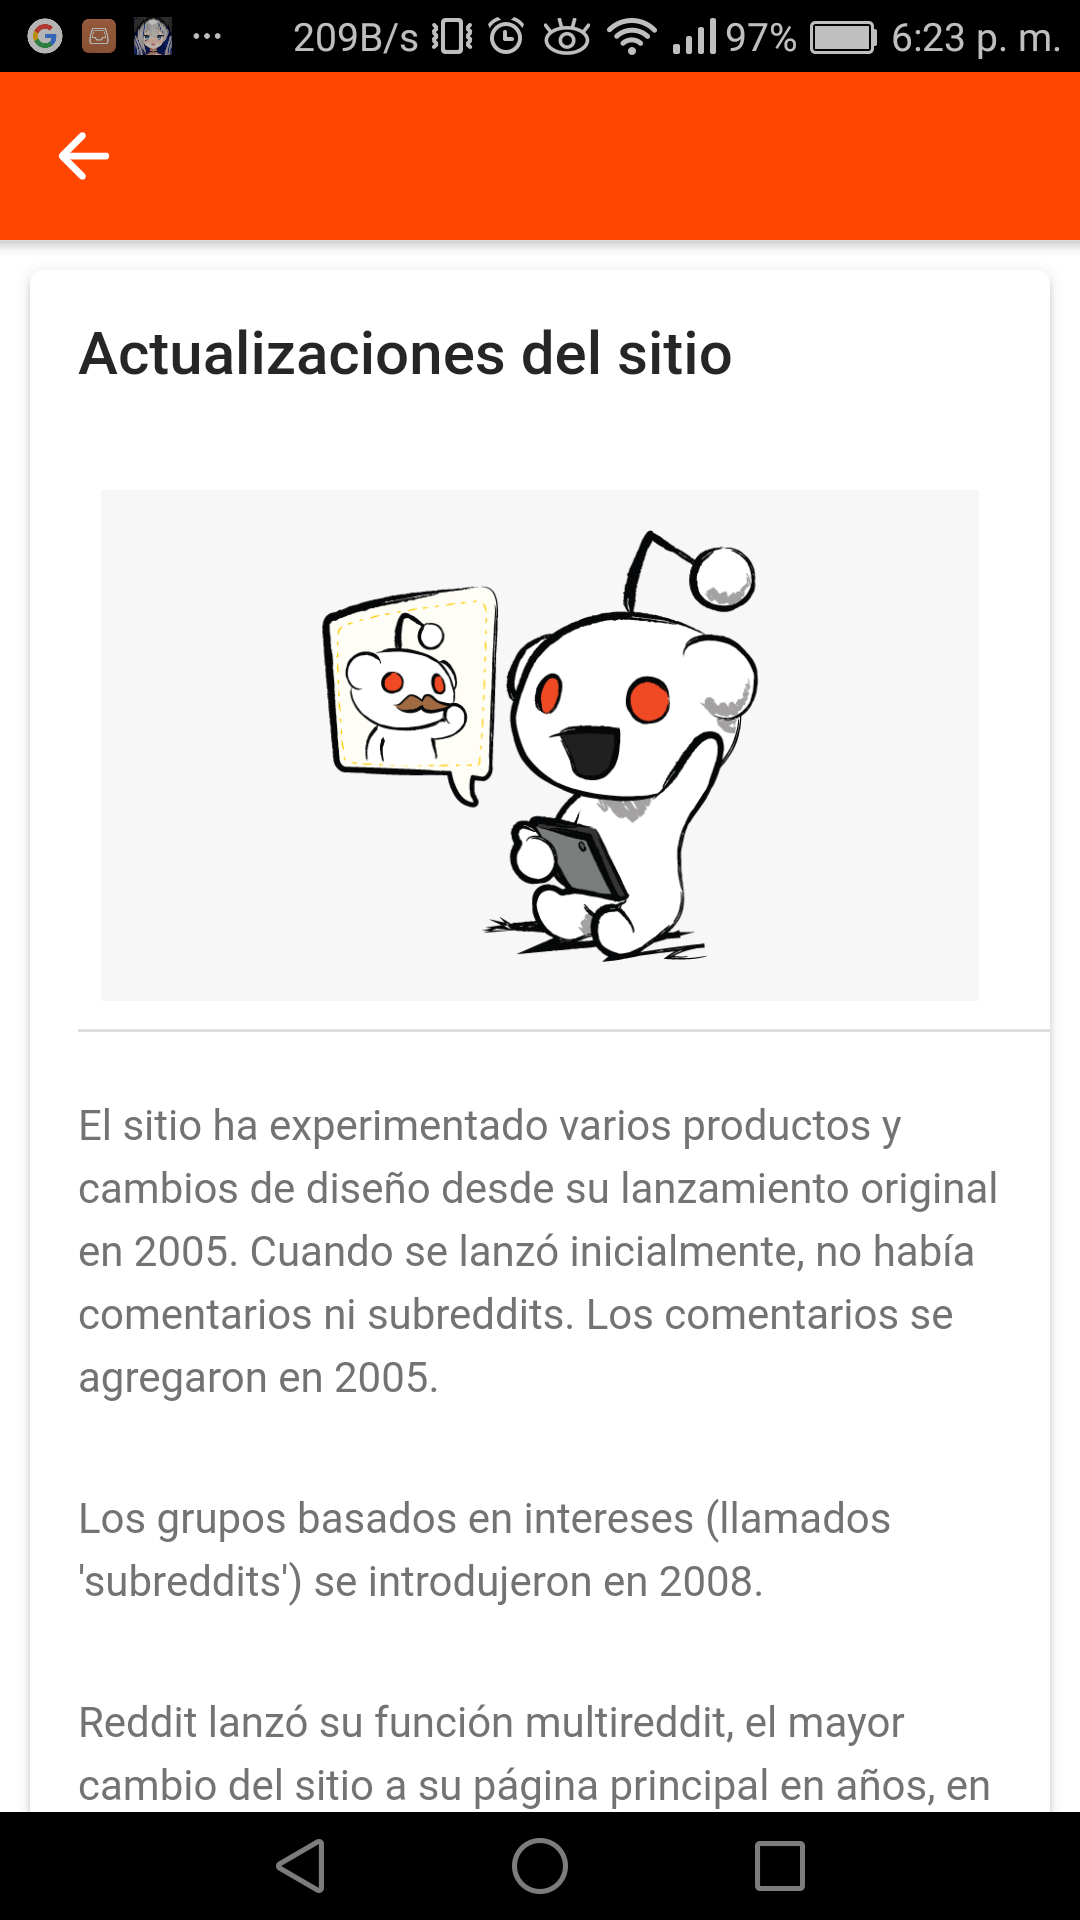 209B/s 97% 6:23 p. m.
Actualizaciones del sitio
El sitio ha experimentado varios productos y
cambios de diseño desde su lanzamiento original
en 2005. Cuando se lanzó inicialmente, no había
comentarios ni subreddits. Los comentarios se
agregaron en 2005.
Los grupos basados en intereses (llamados
'subreddits') se introdujeron en 2008.
Reddit lanzó su función multireddit, el mayor
cambio del sitio a su página principal en años, en